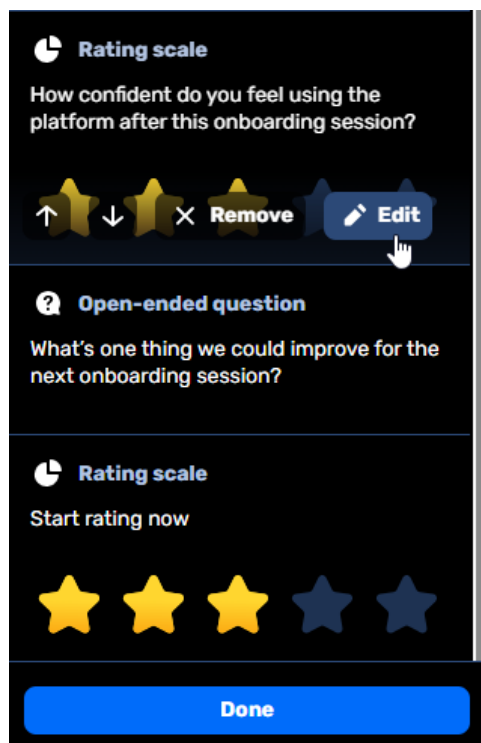 Rating scale
How confident do you feel using the
platform after this onboarding session?
Remove
Edit
Open-ended question
What's one thing we could improve for the
next onboarding session?
Rating scale
Start rating now
Done